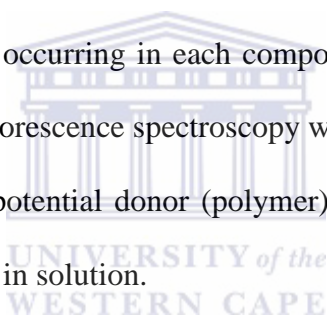 occurring in each compo
orescence spectroscopy w
potential donor (polymer)
UNIVERSITY of the
in solution.
WESTERN CAPE